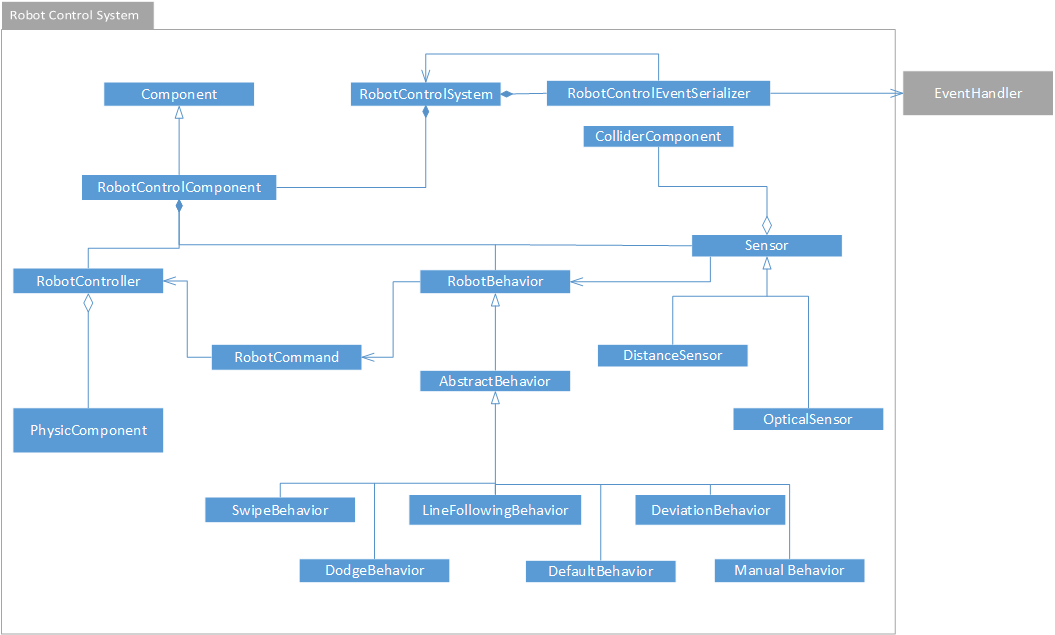 Robot Control System
Component
RobotControlSystem
RobotControlEventSerializer
EventHandler
ColliderComponent
RobotControlComponent
Sensor
RobotController
RobotBehavior
RobotCommand
DistanceSensor
AbstractBehavior
PhysicComponent
OpticalSensor
SwipeBehavior
LineFollowingBehavior
DeviationBehavior
DodgeBehavior
DefaultBehavior
Manual Behavior